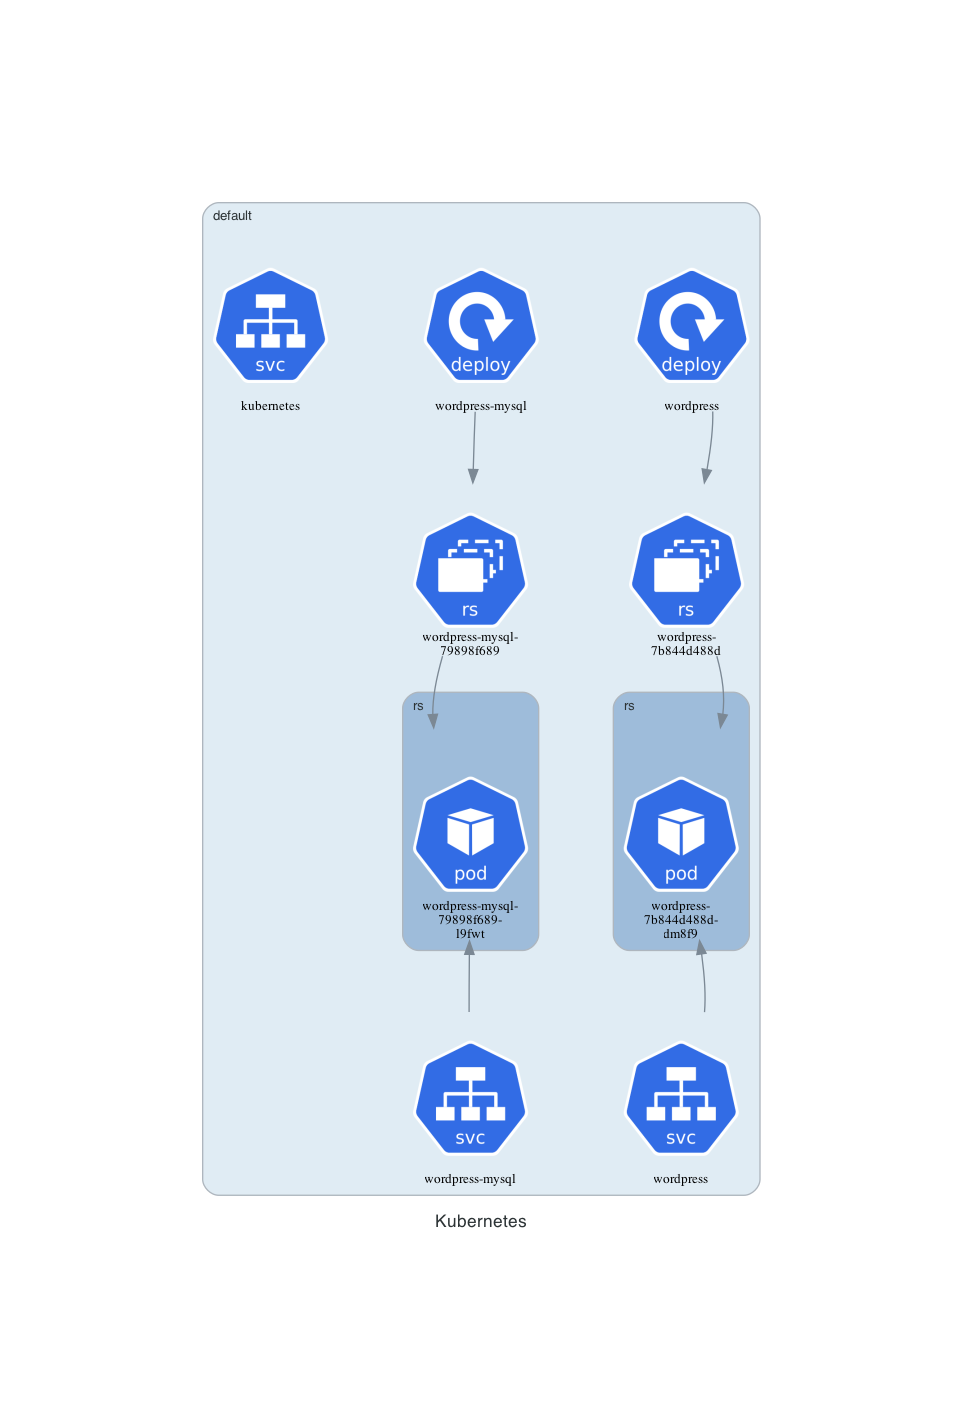 default
svc
deploy
deploy
kubernetes
wordpress-mysql
wordpress
rs
rs
wordpress-mysql-
79898f689
wordpress-
7b844d488d
rs
rs
pod
pod
wordpress-mysql-
79898f689-
l9fwt
wordpress-
7b844d488d-
dm8f9
svc
svc
wordpress-mysql
wordpress
Kubernetes